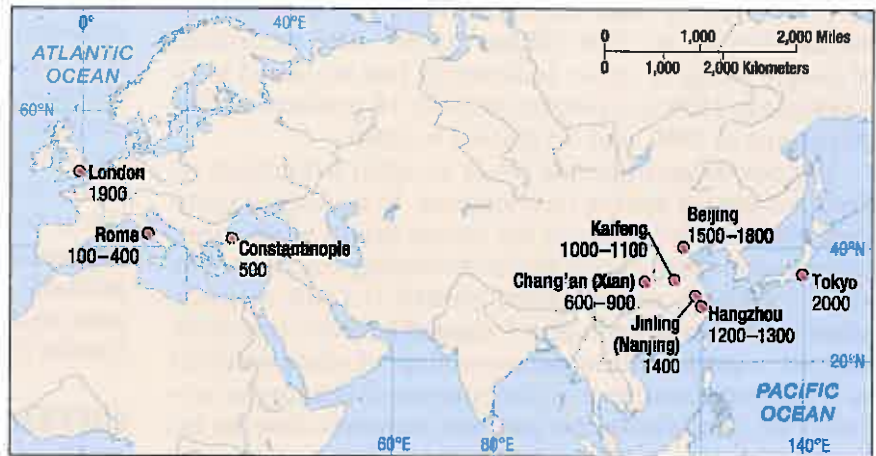 0°
40°E
ATLANTIC
OCEAN
0 1,000 2,000 Miles
0 1,000 2,000 Kilometers
60°N
London
1900
Rome
100–400
Constantinople
500
Kaifeng
1000–1100
Beijing
1500–1800
40°N
Chang'an (Xian)
600–900
Tokyo
2000
Jinling
(Nanjing)
1400
Hangzhou
1200–1300
20°N
PACIFIC
OCEAN
60°E
80°E
140°E